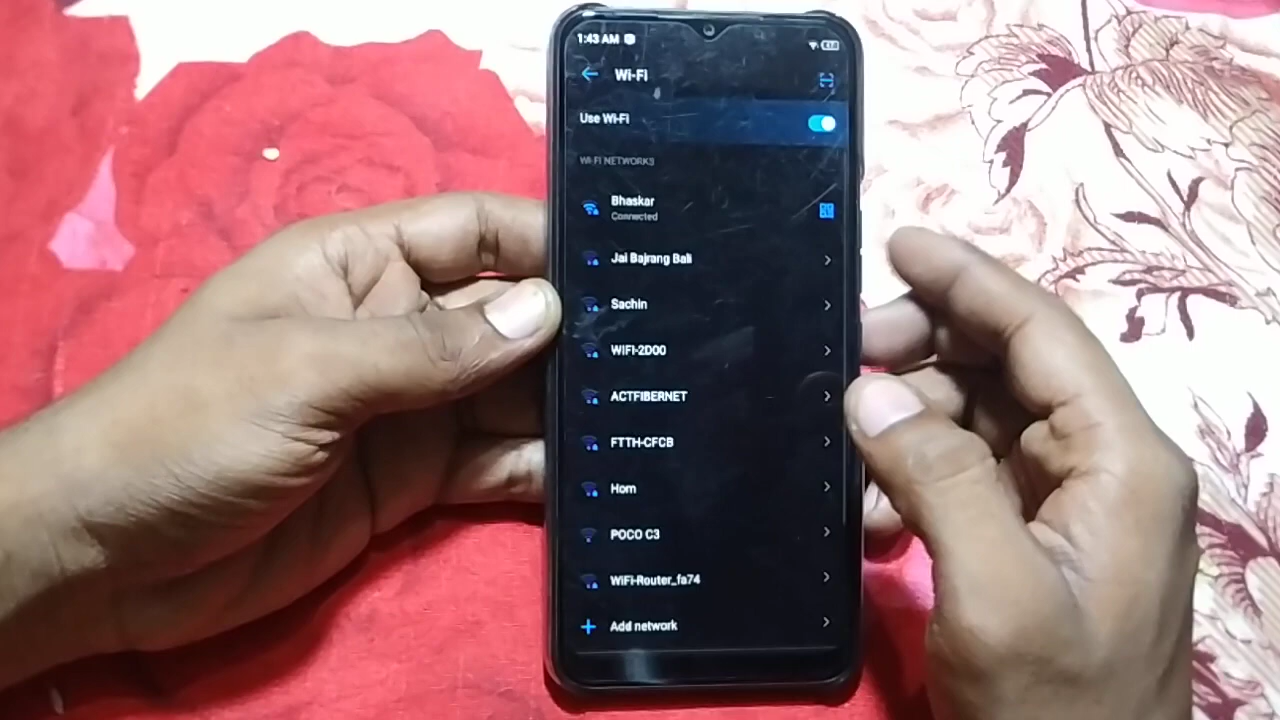 1:43 AM
Wi-Fi
Use Wi-Fi
WI-FI NETWORKS
Bhaskar
Connected
Jai Bajrang Bali
Sachin
WIFI-2D00
ACTFIBERNET
FTTH-CFCB
Hom
POCO C3
WiFi-Router_fa74
Add network